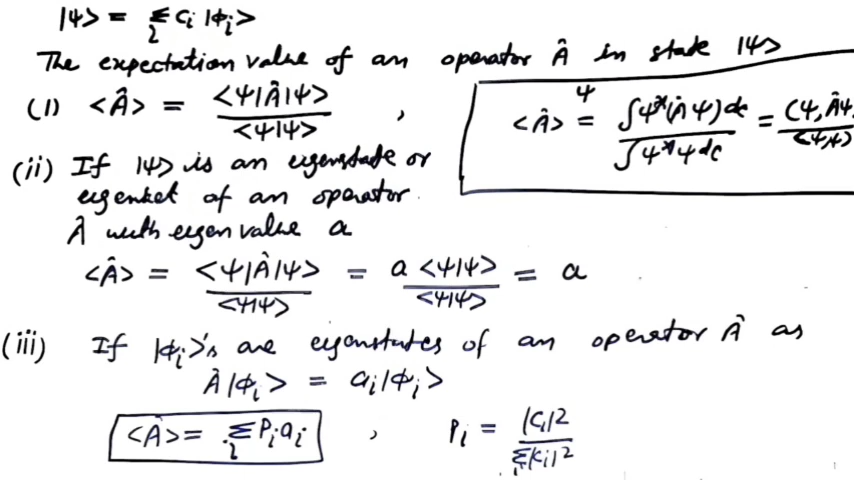 |ψ> = Σ_i c_i |ϕ_i>
The expectation value of an operator Â in state |ψ>
(i) <Â> = <ψ|Â|ψ> / <ψ|ψ> ,
ψ
<Â> = ∫ψ*(Âψ)dτ / ∫ψ*ψdτ = (ψ, Âψ / <ψ,ψ>
(ii) If |ψ> is an eigenstate or
eigenket of an operator
Â with eigen value a
<Â> = <ψ|Â|ψ> / <ψ|ψ> = a <ψ|ψ> / <ψ|ψ> = a
(iii) If |ϕ_i>'s are eigenstates of an operator Â as
Â|ϕ_i> = a_i|ϕ_i>
<Â> = Σ_i P_i a_i , P_i = |c_i|2 / Σ_i|c_i|2